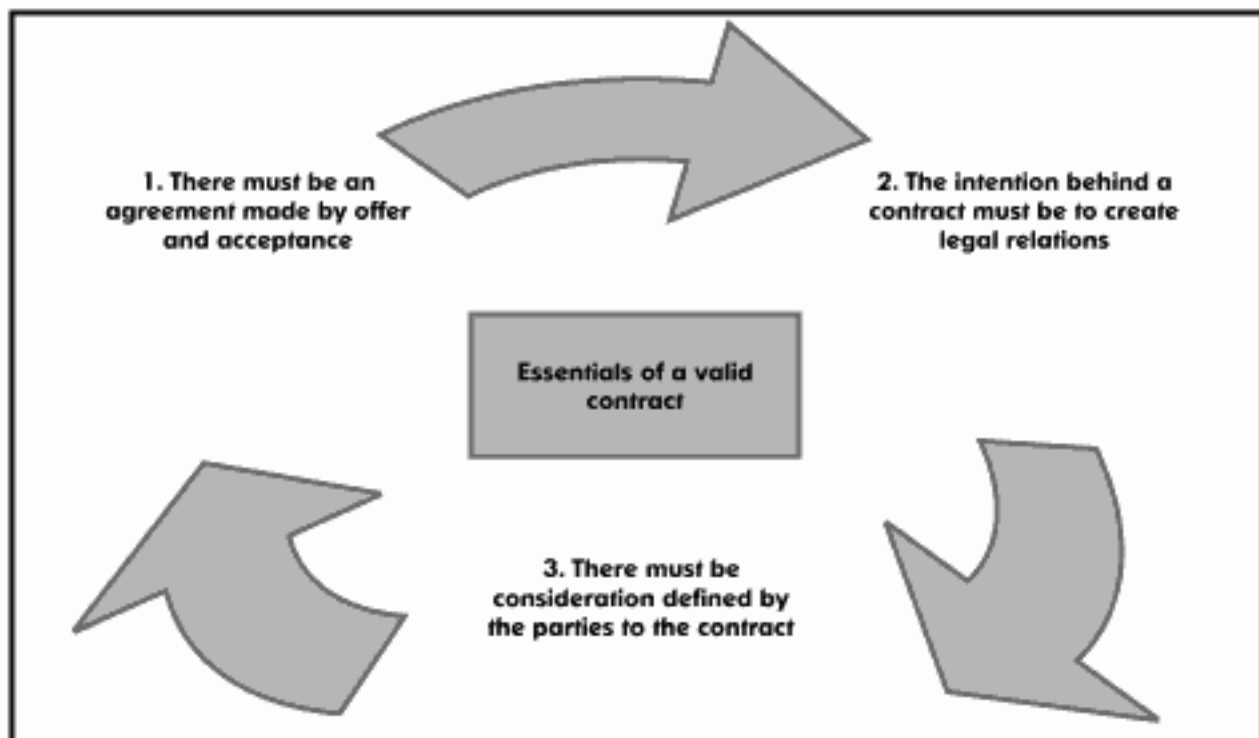 1. There must be an
agreement made by offer
and acceptance
2. The intention behind a
contract must be to create
legal relations
Essentials of a valid
contract
3. There must be
consideration defined by
the parties to the contract